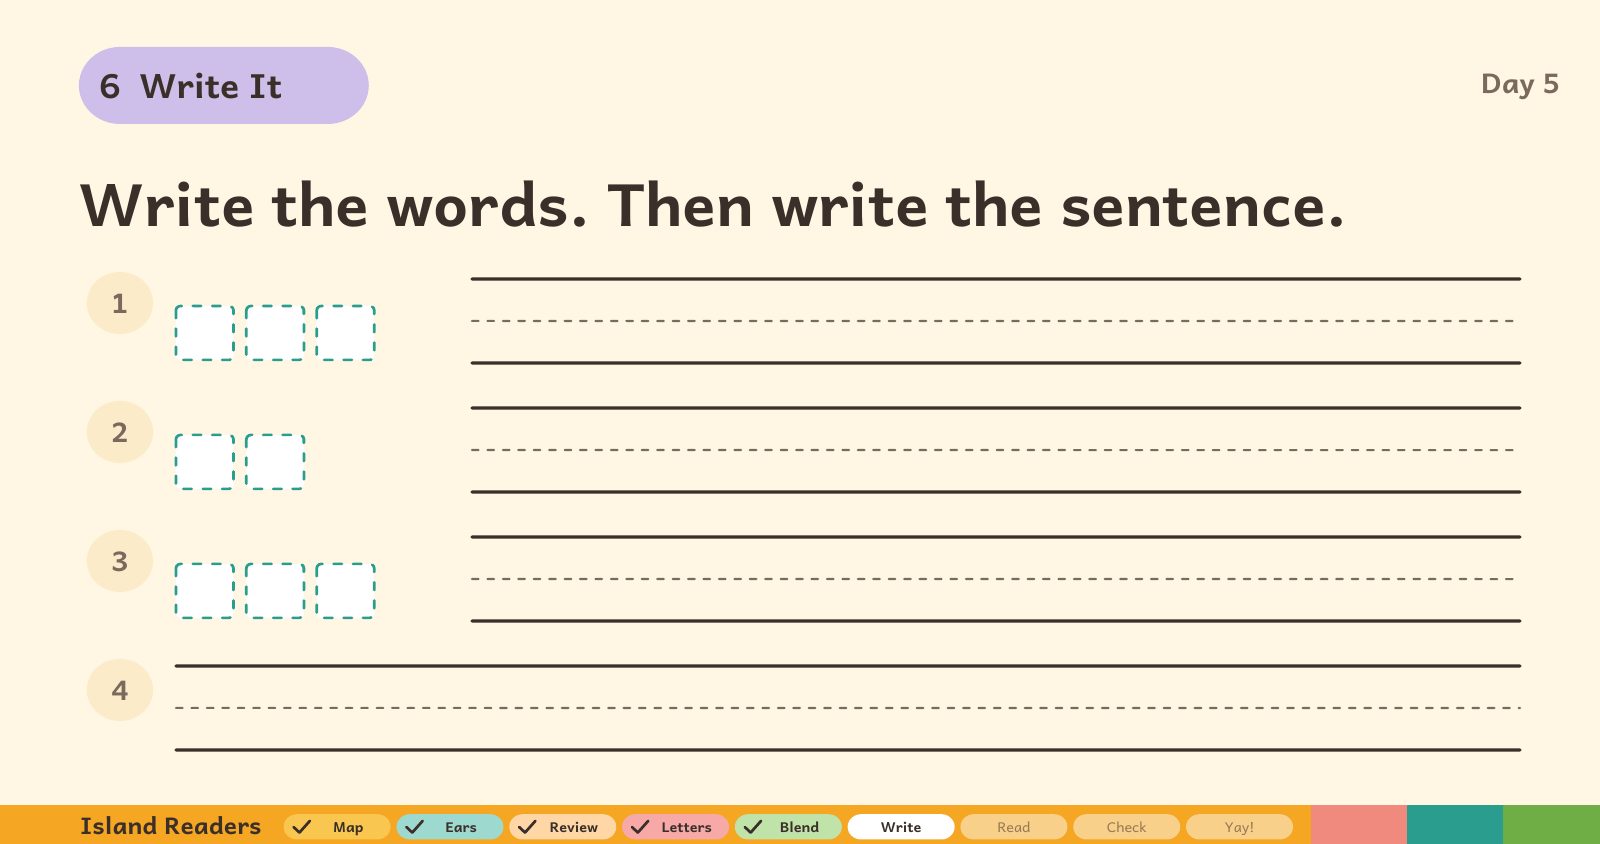 6 Write It
Day 5
Write the words. Then write the sentence.
1
2
3
4
Island Readers Map Ears Review Letters Blend Write Read Check Yay!